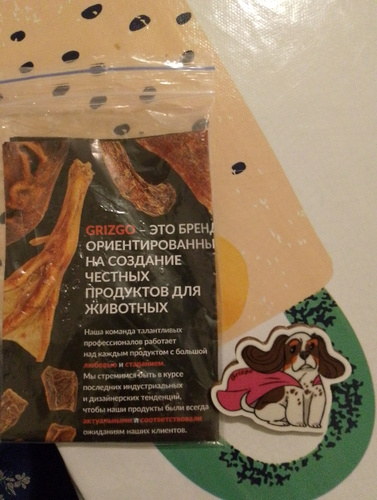 GRIZGO – ЭТО БРЕНД
ОРИЕНТИРОВАННЫ
НА СОЗДАНИЕ
ЧЕСТНЫХ
ПРОДУКТОВ ДЛЯ
ЖИВОТНЫХ
Наша команда талантливых
профессионалов работает
над каждым продуктом с большой
любовью и старанием.
Мы стремимся быть в курсе
последних индустриальных
и дизайнерских тенденций,
чтобы наши продукты были всегда
актуальными и соответствовали
ожиданиям наших клиентов.